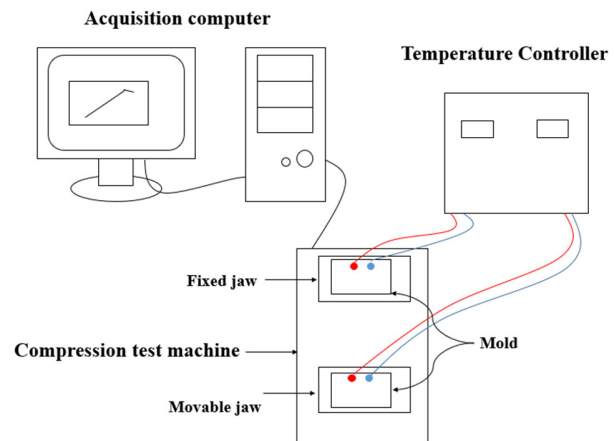 Acquisition computer
Temperature Controller
Fixed jaw
Compression test machine
Mold
Movable jaw